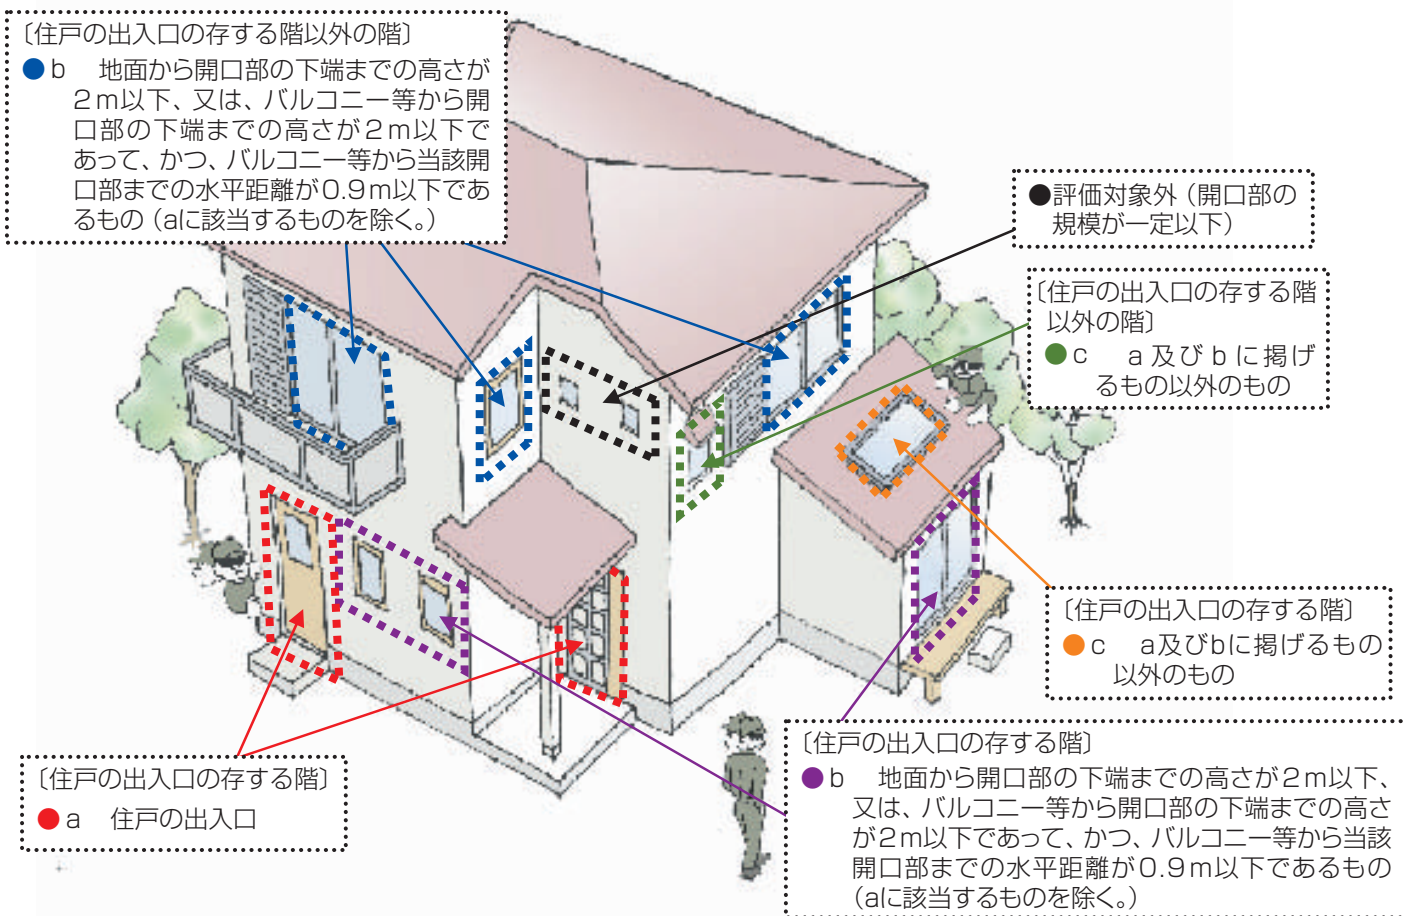 〔住戸の出入口の存する階以外の階〕
●b 地面から開口部の下端までの高さが
2m以下、又は、バルコニー等から開
口部の下端までの高さが2m以下で
あって、かつ、バルコニー等から当該開
口部までの水平距離が0.9m以下であ
るもの(aに該当するものを除く。)
●評価対象外(開口部の
規模が一定以下)
〔住戸の出入口の存する階
以外の階〕
●c a及びbに掲げ
るもの以外のもの
〔住戸の出入口の存する階〕
●c a及びbに掲げるもの
以外のもの
〔住戸の出入口の存する階〕
●a 住戸の出入口
〔住戸の出入口の存する階〕
●b 地面から開口部の下端までの高さが2m以下、
又は、バルコニー等から開口部の下端までの高さ
が2m以下であって、かつ、バルコニー等から当該
開口部までの水平距離が0.9m以下であるもの
(aに該当するものを除く。)